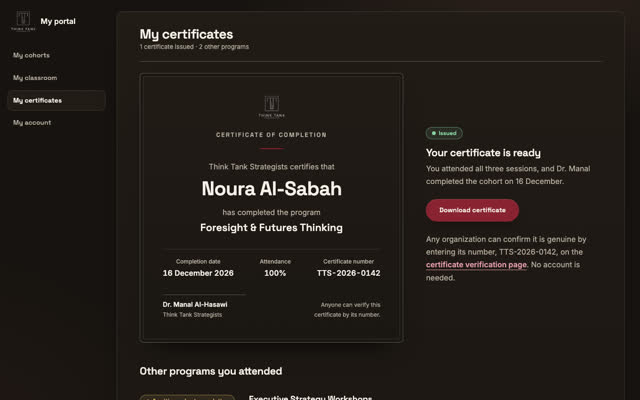 THINK TANK
My portal
My cohorts
My classroom
My certificates
My account
My certificates
1 certificate issued · 2 other programs
THINK TANK
CERTIFICATE OF COMPLETION
Think Tank Strategists certifies that
Noura Al-Sabah
has completed the program
Foresight & Futures Thinking
Completion date
16 December 2026
Attendance
100%
Certificate number
TTS-2026-0142
Dr. Manal Al-Hasawi
Think Tank Strategists
Anyone can verify this
certificate by its number.
Issued
Your certificate is ready
You attended all three sessions, and Dr. Manal
completed the cohort on 16 December.
Download certificate
Any organization can confirm it is genuine by
entering its number, TTS-2026-0142, on the
certificate verification page. No account is
needed.
Other programs you attended
Executive Strategy Workshops